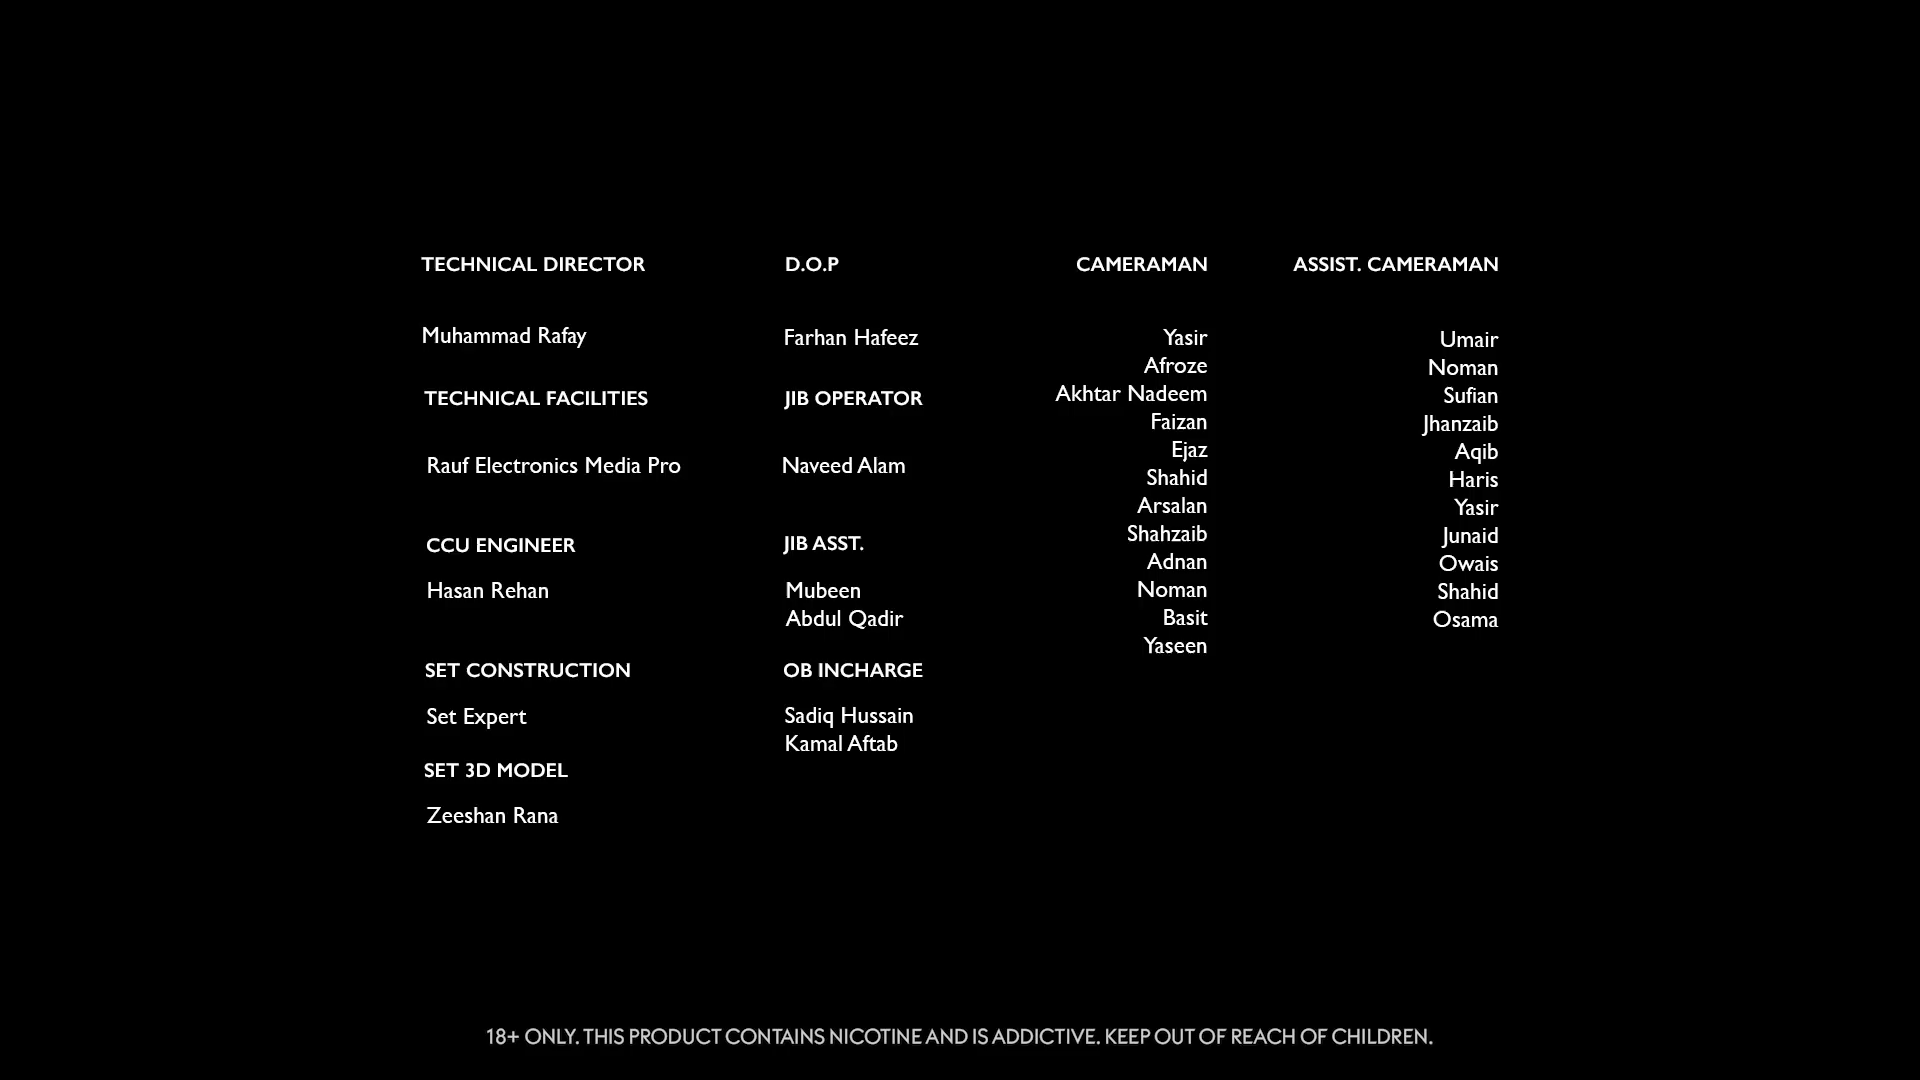 TECHNICAL DIRECTOR
Muhammad Rafay
TECHNICAL FACILITIES
Rauf Electronics Media Pro
CCU ENGINEER
Hasan Rehan
SET CONSTRUCTION
Set Expert
SET 3D MODEL
Zeeshan Rana
D.O.P
Farhan Hafeez
JIB OPERATOR
Naveed Alam
JIB ASST.
Mubeen
Abdul Qadir
OB INCHARGE
Sadiq Hussain
Kamal Aftab
CAMERAMAN
Yasir
Afroze
Akhtar Nadeem
Faizan
Ejaz
Shahid
Arsalan
Shahzaib
Adnan
Noman
Basit
Yaseen
ASSIST. CAMERAMAN
Umair
Noman
Sufian
Jhanzaib
Aqib
Haris
Yasir
Junaid
Owais
Shahid
Osama
18+ ONLY. THIS PRODUCT CONTAINS NICOTINE AND IS ADDICTIVE. KEEP OUT OF REACH OF CHILDREN.